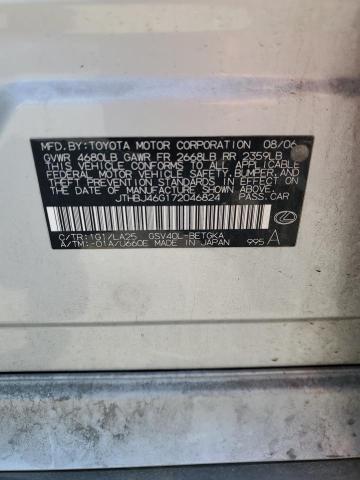 MFD.BY:TOYOTA MOTOR CORPORATION 08/06
GVWR 4680LB GAWR FR 2668LB RR 2359LB
THIS VEHICLE CONFORMS TO ALL APPLICABLE
FEDERAL MOTOR VEHICLE SAFETY, BUMPER, AND
THEFT PREVENTION STANDARDS IN EFFECT ON
THE DATE OF MANUFACTURE SHOWN ABOVE.
JTHBJ46G172046824 PASS.CAR
C/TR:1G1/LA25 GSV40L-BETGKA
A/TM:-01A/U660E MADE IN JAPAN 995 A